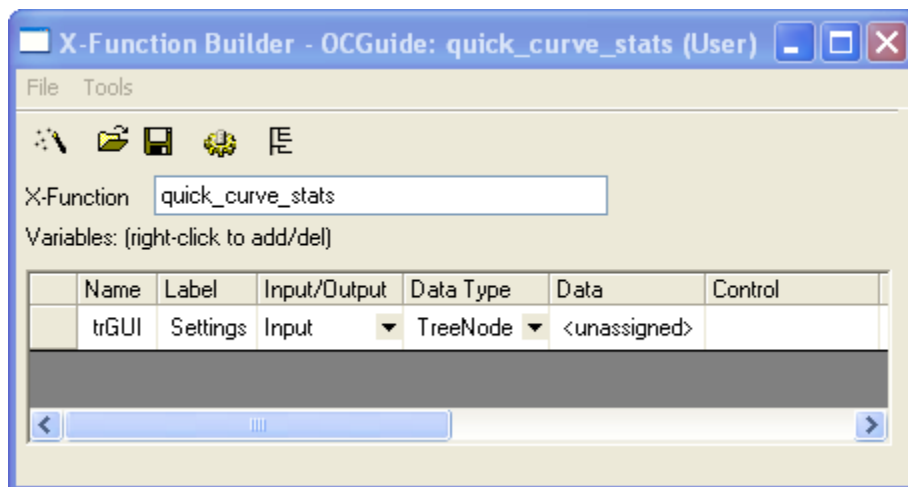 X-Function Builder - OCGuide: quick_curve_stats (User)
File Tools
X-Function quick_curve_stats
Variables: (right-click to add/del)
Name Label Input/Output Data Type Data Control
trGUI Settings Input TreeNode <unassigned>